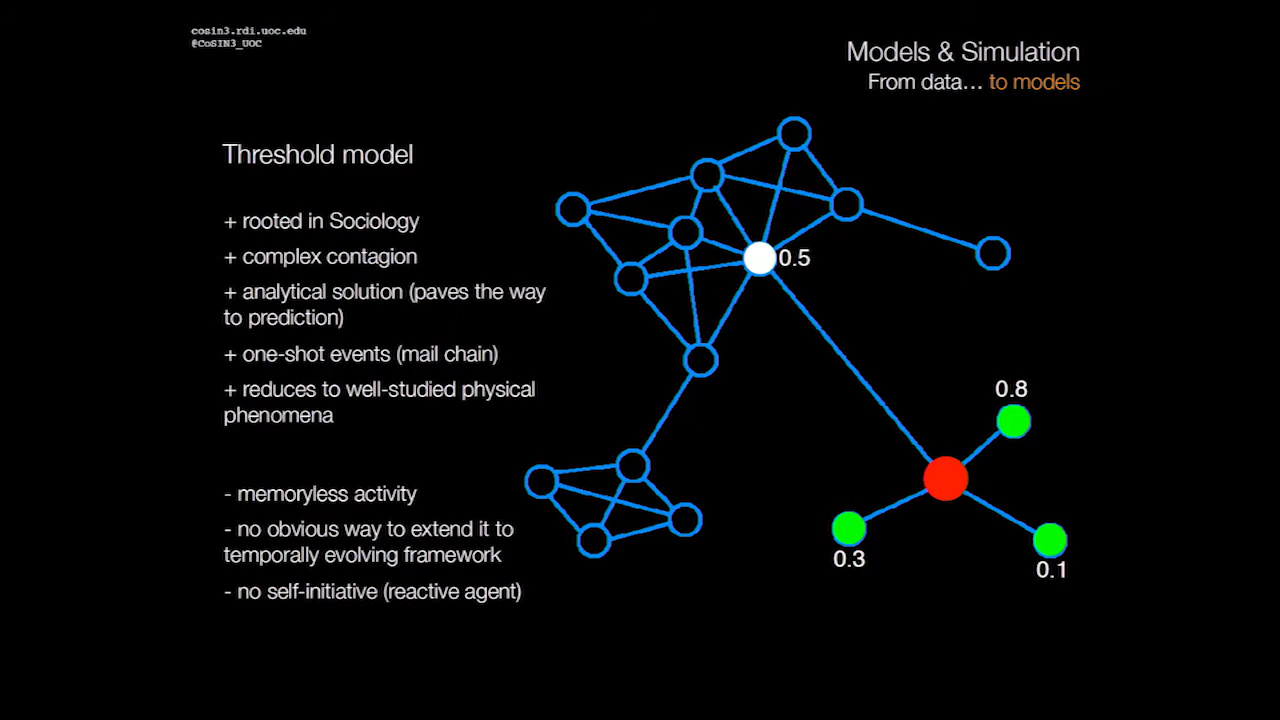 cosin3.rdi.uoc.edu
@CoSIN3_UOC
Models & Simulation
From data... to models
Threshold model
+ rooted in Sociology
+ complex contagion
+ analytical solution (paves the way
to prediction)
+ one-shot events (mail chain)
+ reduces to well-studied physical
phenomena
- memoryless activity
- no obvious way to extend it to
temporally evolving framework
- no self-initiative (reactive agent)
0.5
0.8
0.3
0.1